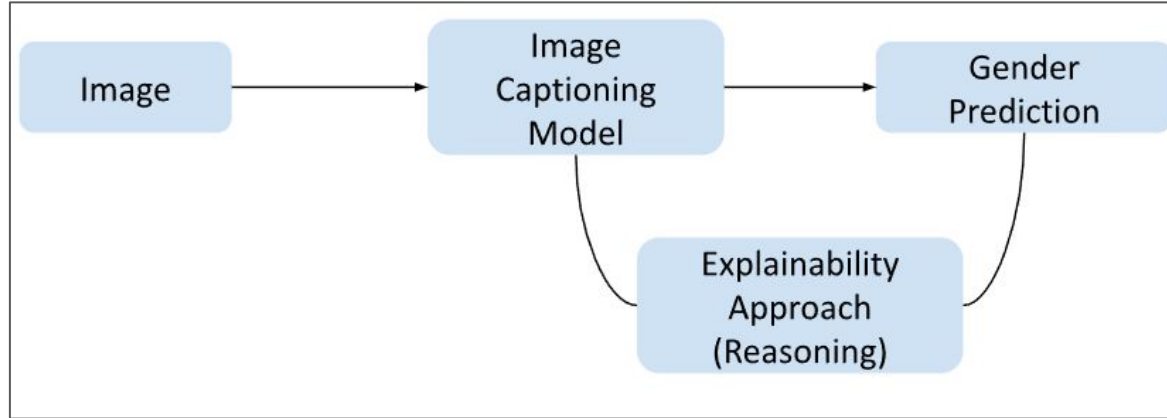 Image
Image
Captioning
Model
Gender
Prediction
Explainability
Approach
(Reasoning)